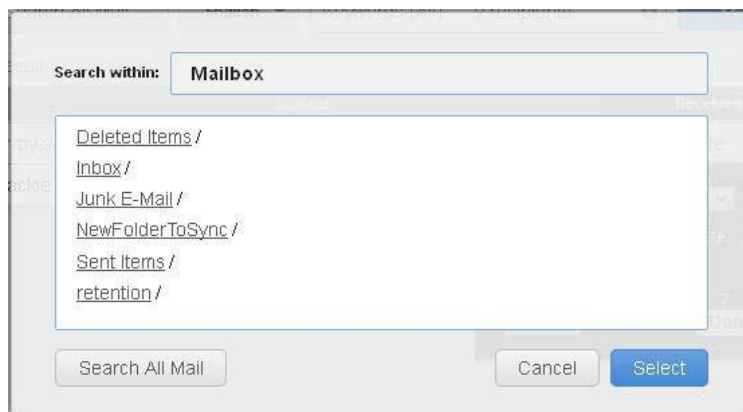 Search within: Mailbox
Deleted Items /
Inbox /
Junk E-Mail /
NewFolderToSync /
Sent Items /
retention /
Search All Mail Cancel Select